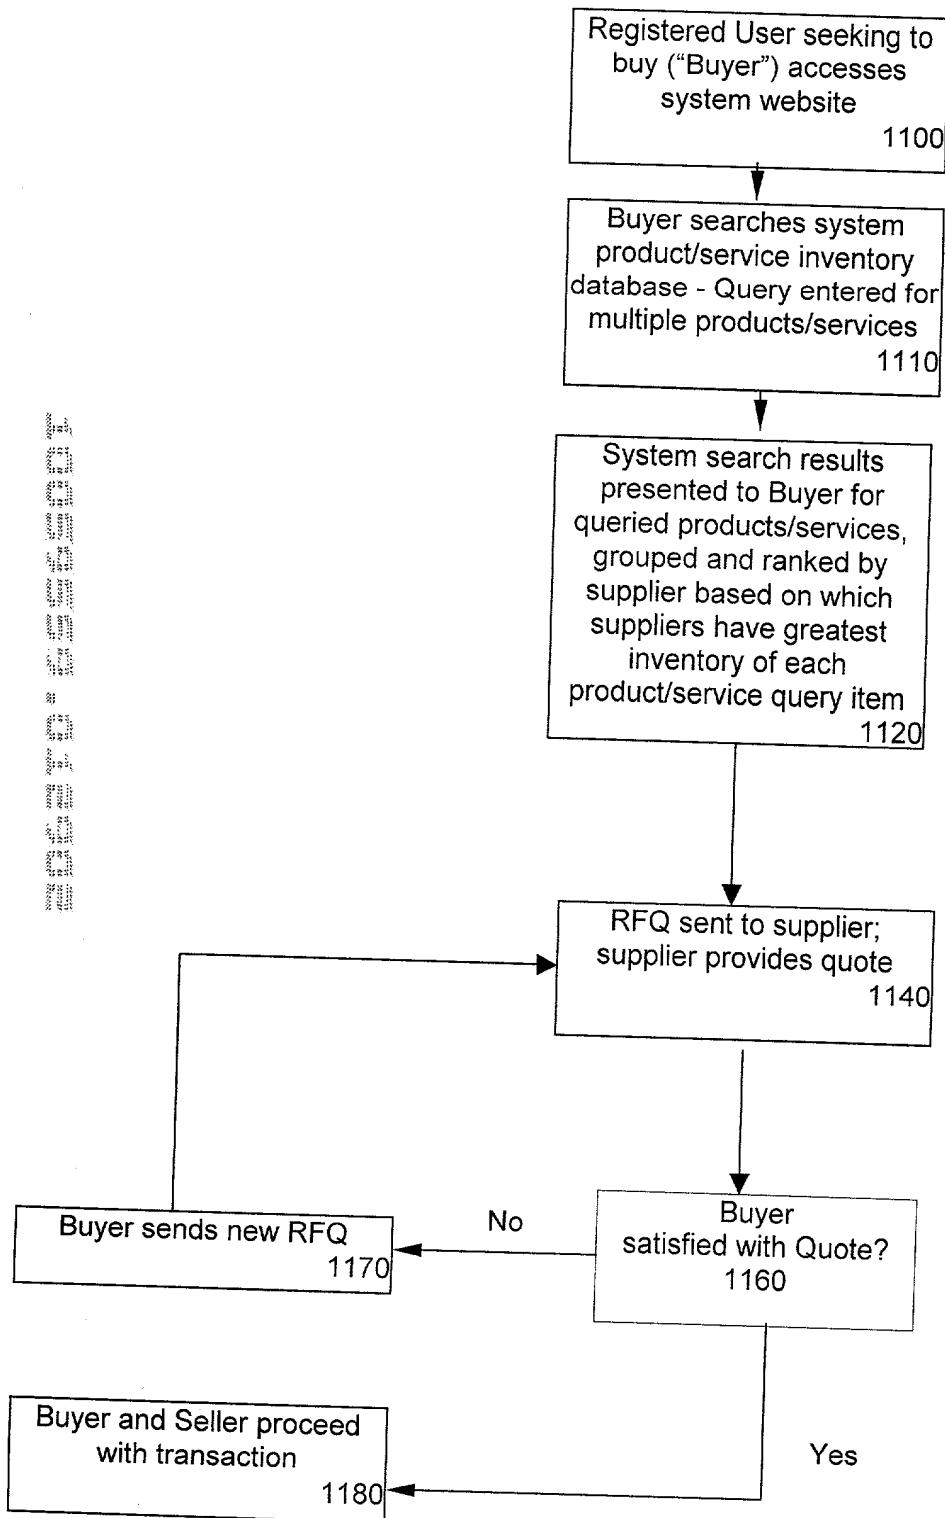 Registered User seeking to
buy ("Buyer") accesses
system website
1100
Buyer searches system
product/service inventory
database - Query entered for
multiple products/services
1110
System search results
presented to Buyer for
queried products/services,
grouped and ranked by
supplier based on which
suppliers have greatest
inventory of each
product/service query item
1120
RFQ sent to supplier;
supplier provides quote
1140
Buyer
satisfied with Quote?
1160
No
Buyer sends new RFQ
1170
Yes
Buyer and Seller proceed
with transaction
1180